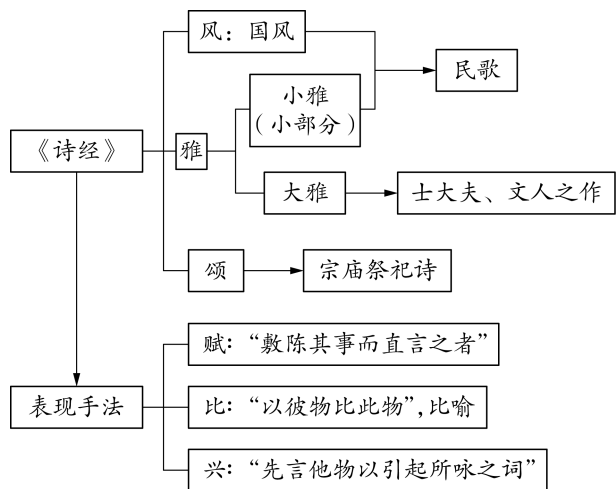 风：国风
民歌
小雅
（小部分）
《诗经》
雅
大雅
士大夫、文人之作
颂
宗庙祭祀诗
赋：“敷陈其事而直言之者”
表现手法
比：“以彼物比此物”,比喻
兴：“先言他物以引起所咏之词”